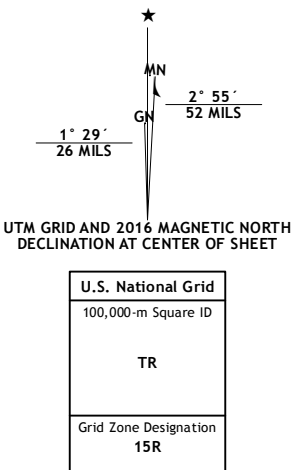 ★
MN
GN
2° 55´
52 MILS
1° 29´
26 MILS
UTM GRID AND 2016 MAGNETIC NORTH
DECLINATION AT CENTER OF SHEET
U.S. National Grid
100,000-m Square ID
TR
Grid Zone Designation
15R